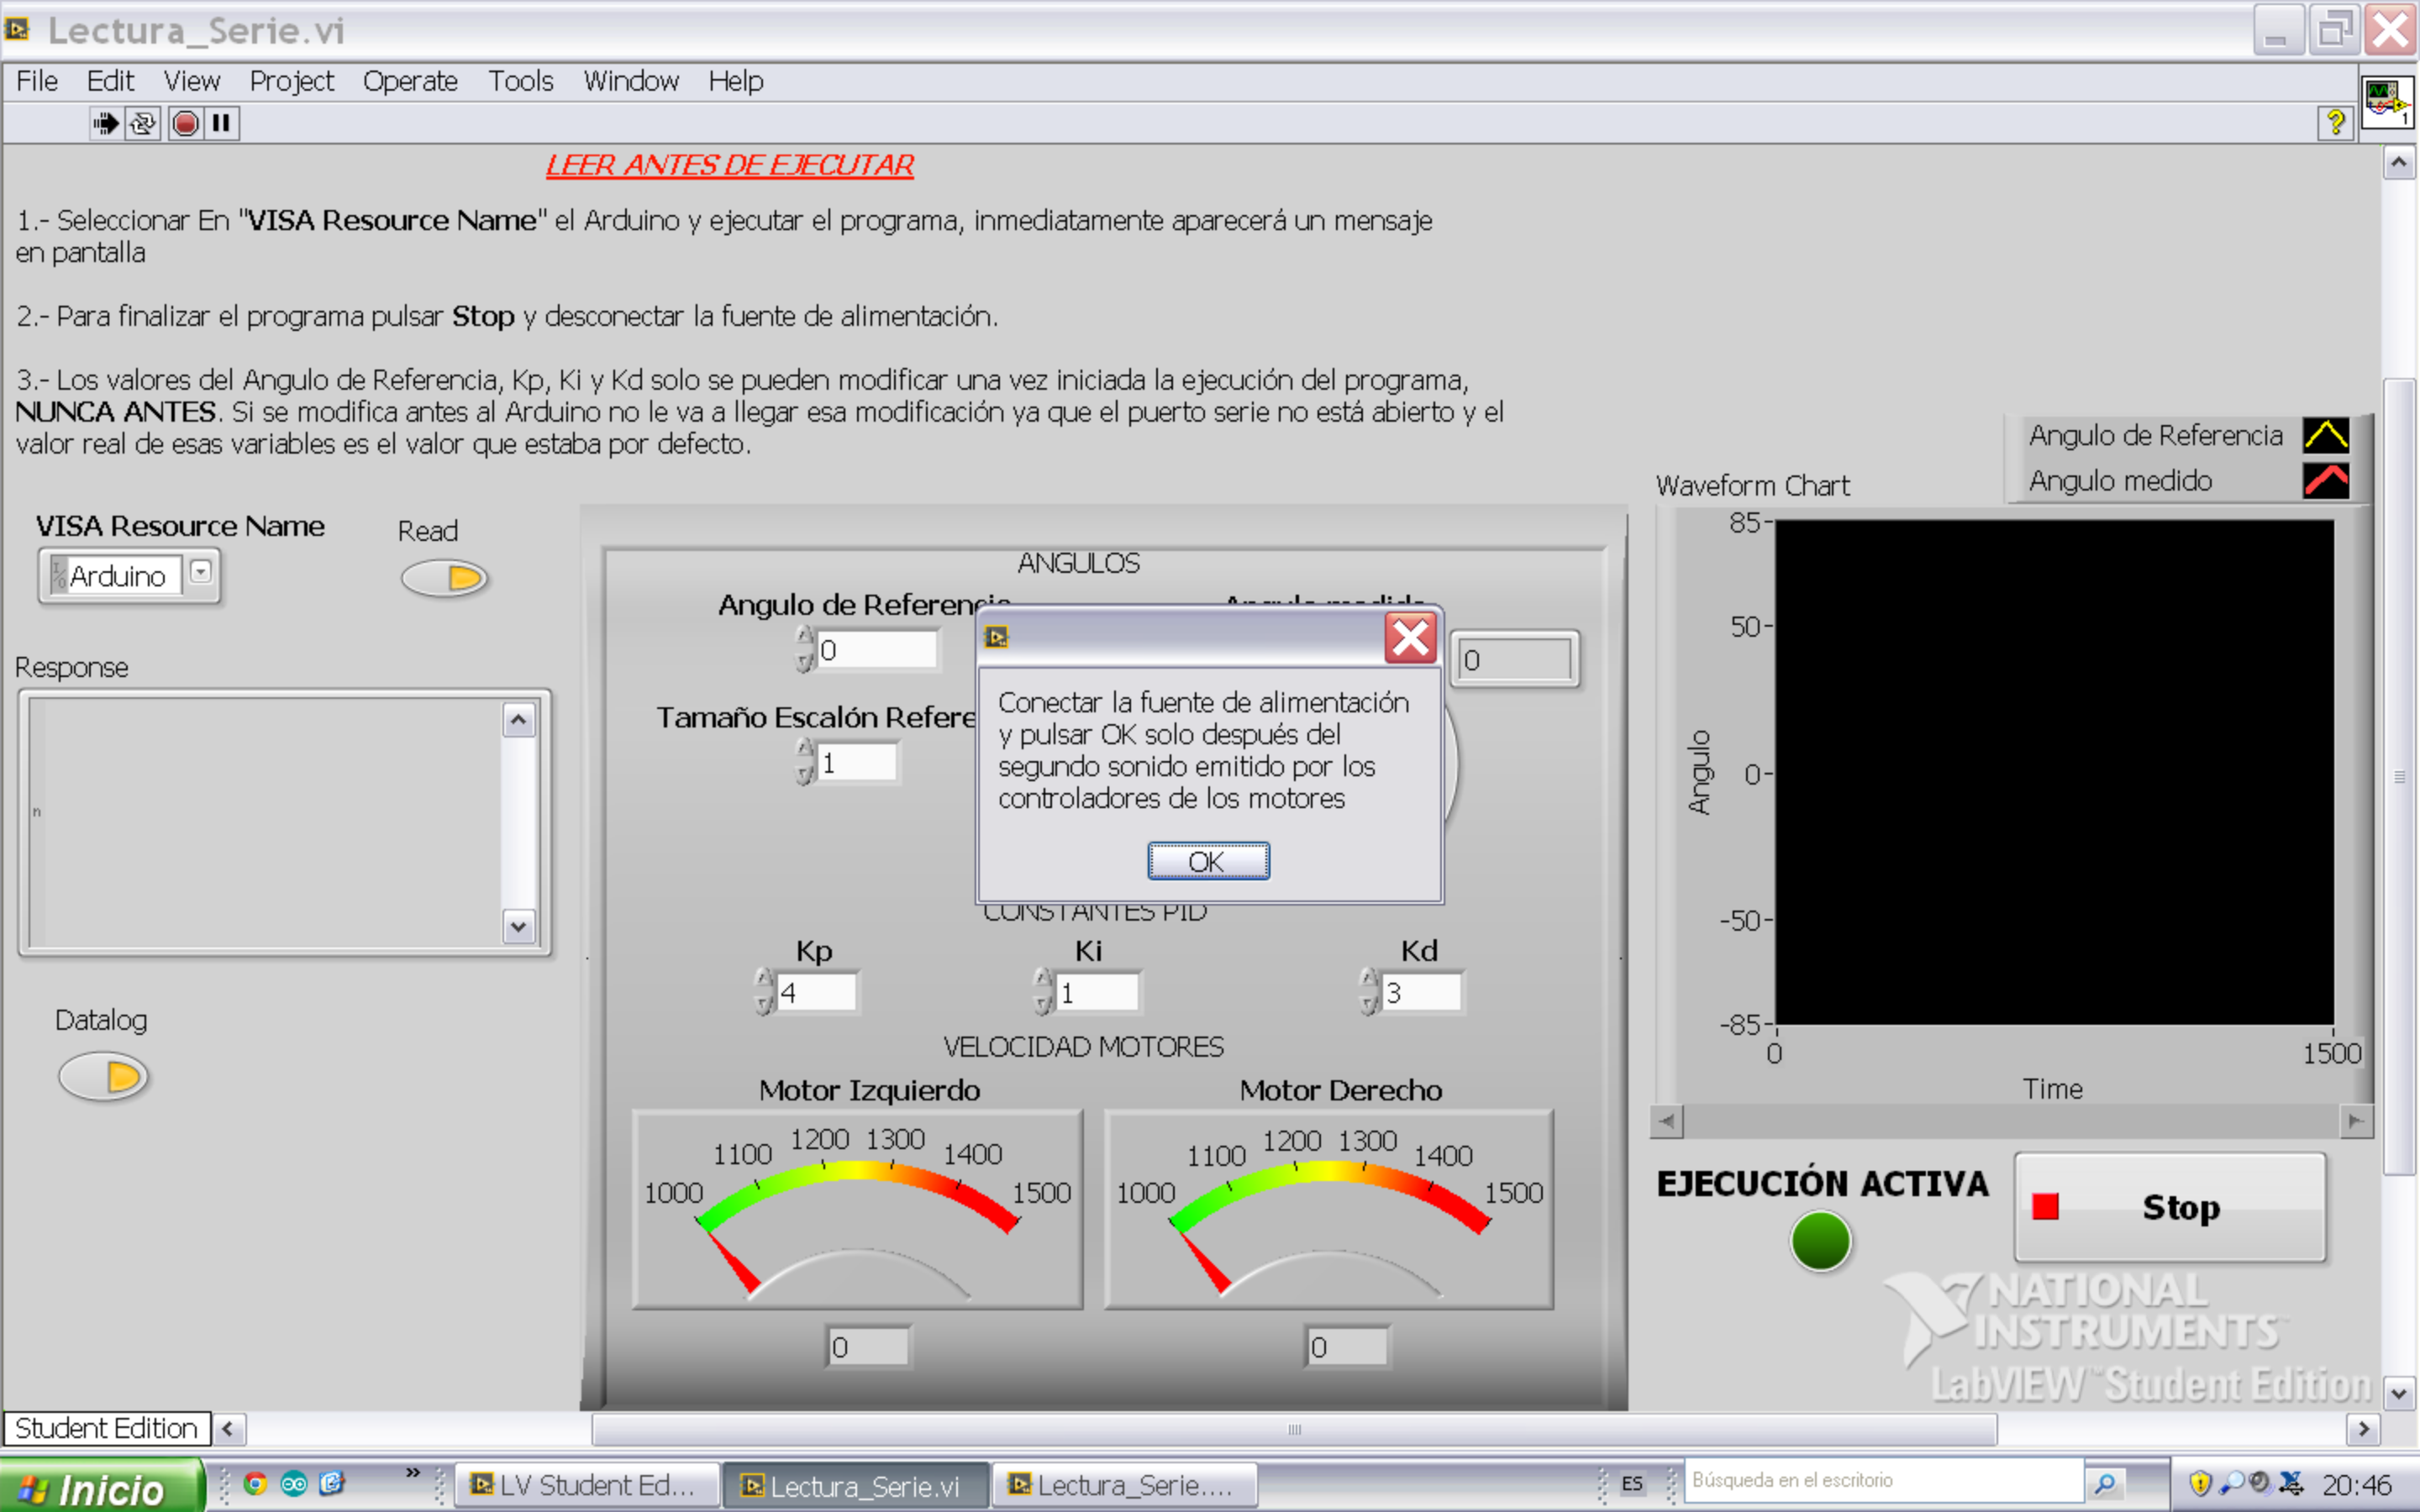 Lectura_Serie.vi
File Edit View Project Operate Tools Window Help
1
LEER ANTES DE EJECUTAR
1.- Seleccionar En "VISA Resource Name" el Arduino y ejecutar el programa, inmediatamente aparecerá un mensaje
en pantalla
2.- Para finalizar el programa pulsar Stop y desconectar la fuente de alimentación.
3.- Los valores del Angulo de Referencia, Kp, Ki y Kd solo se pueden modificar una vez iniciada la ejecución del programa,
NUNCA ANTES. Si se modifica antes al Arduino no le va a llegar esa modificación ya que el puerto serie no está abierto y el
valor real de esas variables es el valor que estaba por defecto.
VISA Resource Name
Arduino
Read
Response
n
Datalog
ANGULOS
Angulo de Referencia
0
Angulo medido
0
Tamaño Escalón Refere
1
Conectar la fuente de alimentación
y pulsar OK solo después del
segundo sonido emitido por los
controladores de los motores
OK
CONSTANTES PID
Kp Ki Kd
4 1 3
VELOCIDAD MOTORES
Motor Izquierdo
1000 1100 1200 1300 1400 1500
0
Motor Derecho
1000 1100 1200 1300 1400 1500
0
Angulo de Referencia
Angulo medido
Waveform Chart
85
50
0
-50
-85
Angulo
0 1500
Time
EJECUCIÓN ACTIVA
Stop
NATIONAL
INSTRUMENTS
LabVIEW™ Student Edition
Student Edition
Inicio
»
LV Student Ed...
Lectura_Serie.vi
Lectura_Serie....
ES
Búsqueda en el escritorio
20:46